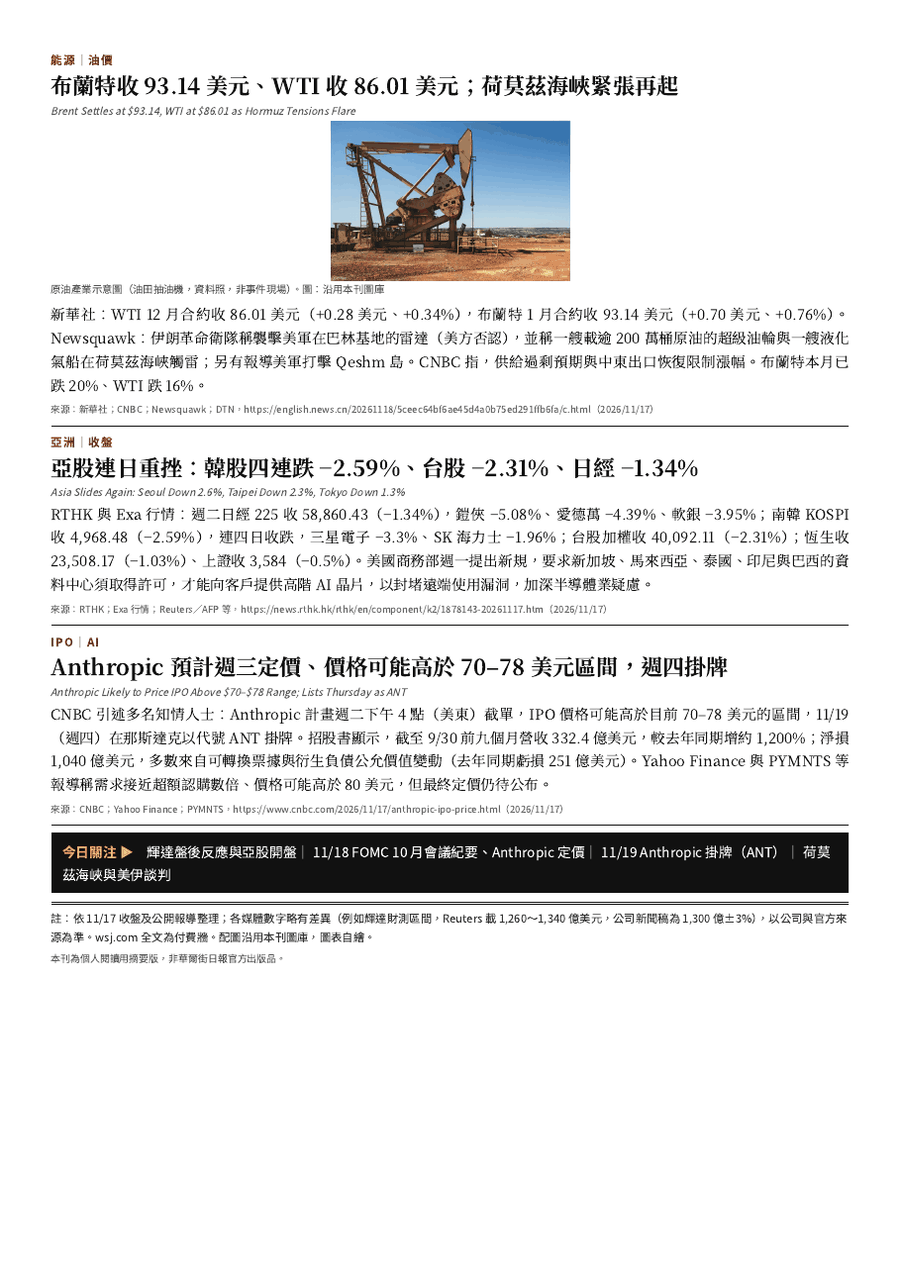 能源｜油價
布蘭特收 93.14 美元、WTI 收 86.01 美元；荷莫茲海峽緊張再起
Brent Settles at $93.14, WTI at $86.01 as Hormuz Tensions Flare
原油產業示意圖（油田抽油機，資料照，非事件現場）。圖：沿用本刊圖庫
新華社：WTI 12 月合約收 86.01 美元（+0.28 美元、+0.34%），布蘭特 1 月合約收 93.14 美元（+0.70 美元、+0.76%）。
Newsquawk：伊朗革命衛隊稱襲擊美軍在巴林基地的雷達（美方否認），並稱一艘載逾 200 萬桶原油的超級油輪與一艘液化
氣船在荷莫茲海峽觸雷；另有報導美軍打擊 Qeshm 島。CNBC 指，供給過剩預期與中東出口恢復限制漲幅。布蘭特本月已
跌 20%、WTI 跌 16%。
來源：新華社；CNBC；Newsquawk；DTN，https://english.news.cn/20261118/5ceec64bf6ae45d4a0b75ed291ffb6fa/c.html（2026/11/17）
亞洲｜收盤
亞股連日重挫：韓股四連跌 −2.59%、台股 −2.31%、日經 −1.34%
Asia Slides Again: Seoul Down 2.6%, Taipei Down 2.3%, Tokyo Down 1.3%
RTHK 與 Exa 行情：週二日經 225 收 58,860.43（−1.34%），鎧俠 −5.08%、愛德萬 −4.39%、軟銀 −3.95%；南韓 KOSPI
收 4,968.48（−2.59%），連四日收跌，三星電子 −3.3%、SK 海力士 −1.96%；台股加權收 40,092.11（−2.31%）；恆生收
23,508.17（−1.03%）、上證收 3,584（−0.5%）。美國商務部週一提出新規，要求新加坡、馬來西亞、泰國、印尼與巴西的資
料中心須取得許可，才能向客戶提供高階 AI 晶片，以封堵遠端使用漏洞，加深半導體業疑慮。
來源：RTHK；Exa 行情；Reuters／AFP 等，https://news.rthk.hk/rthk/en/component/k2/1878143-20261117.htm（2026/11/17）
IPO｜AI
Anthropic 預計週三定價、價格可能高於 70–78 美元區間，週四掛牌
Anthropic Likely to Price IPO Above $70–$78 Range; Lists Thursday as ANT
CNBC 引述多名知情人士：Anthropic 計畫週二下午 4 點（美東）截單，IPO 價格可能高於目前 70–78 美元的區間，11/19
（週四）在那斯達克以代號 ANT 掛牌。招股書顯示，截至 9/30 前九個月營收 332.4 億美元，較去年同期增約 1,200%；淨損
1,040 億美元，多數來自可轉換票據與衍生負債公允價值變動（去年同期虧損 251 億美元）。Yahoo Finance 與 PYMNTS 等
報導稱需求接近超額認購數倍、價格可能高於 80 美元，但最終定價仍待公布。
來源：CNBC；Yahoo Finance；PYMNTS，https://www.cnbc.com/2026/11/17/anthropic-ipo-price.html（2026/11/17）
今日關注 ▶ 輝達盤後反應與亞股開盤｜ 11/18 FOMC 10 月會議紀要、Anthropic 定價｜ 11/19 Anthropic 掛牌（ANT）｜ 荷莫
茲海峽與美伊談判
註：依 11/17 收盤及公開報導整理；各媒體數字略有差異（例如輝達財測區間，Reuters 載 1,260～1,340 億美元，公司新聞稿為 1,300 億±3%），以公司與官方來
源為準。wsj.com 全文為付費牆。配圖沿用本刊圖庫，圖表自繪。
本刊為個人閱讀用摘要版，非華爾街日報官方出版品。